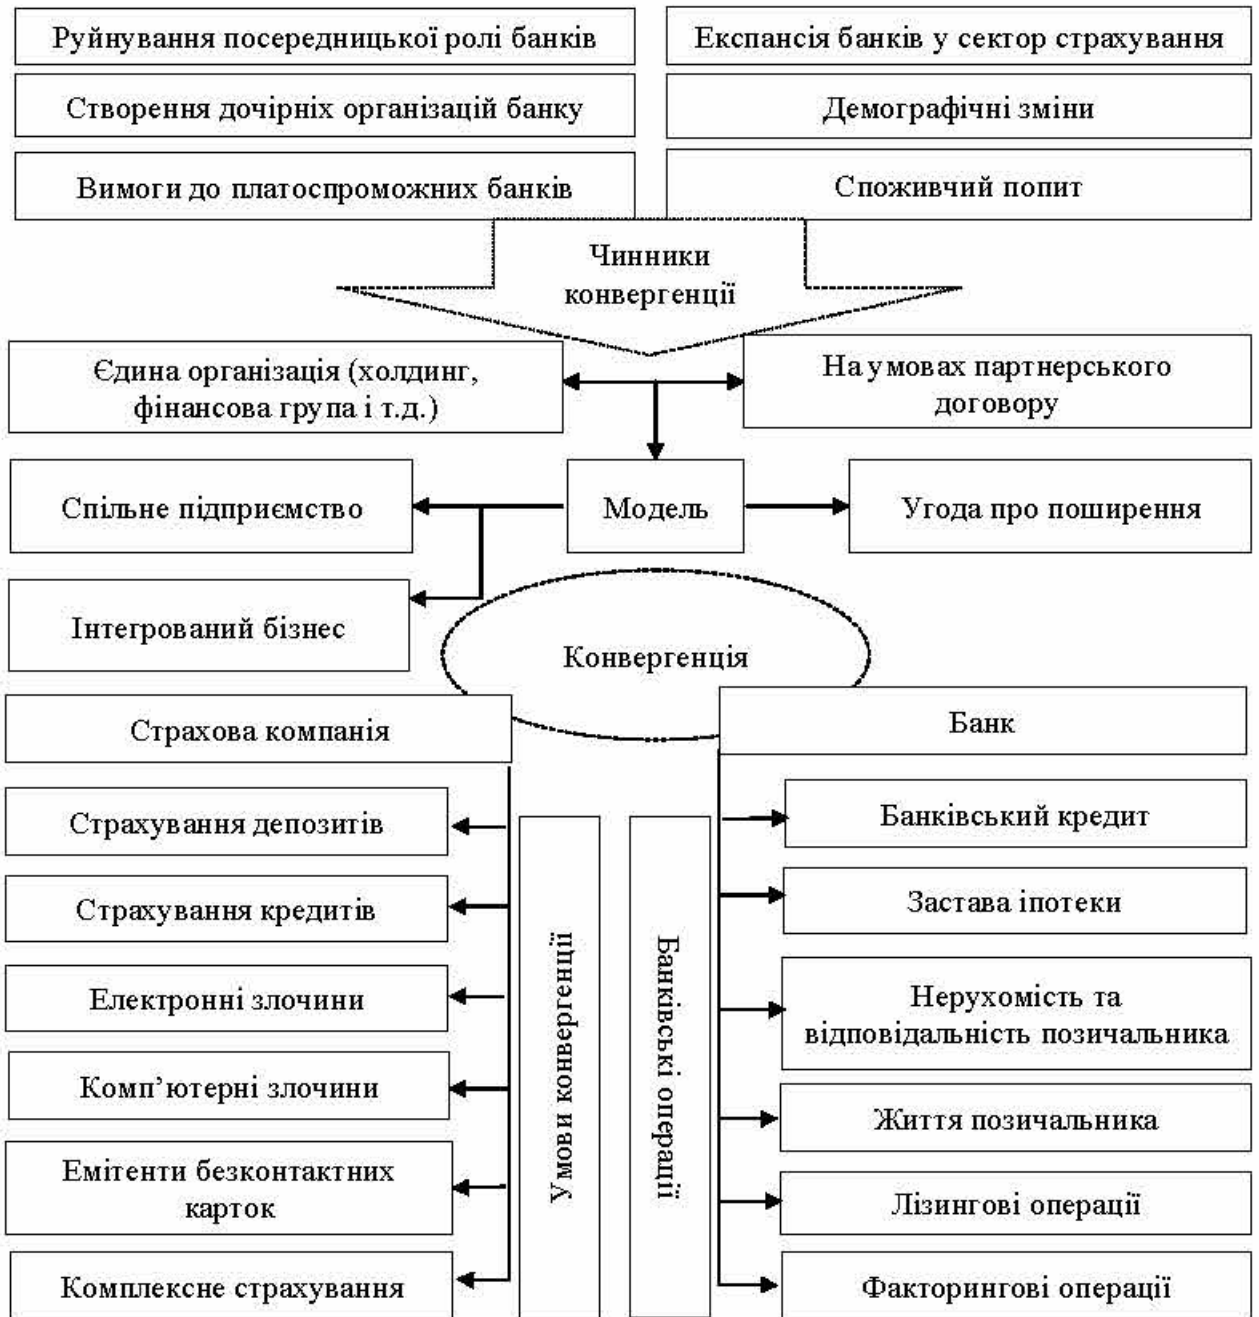 Руйнування посередницької ролі банків
Експансія банків у сектор страхування
Створення дочірніх організацій банку
Демографічні зміни
Вимоги до платоспроможних банків
Споживчий попит
Чинники
конвергенції
Єдина організація (холдинг,
фінансова група і т.д.)
На умовах партнерського
договору
Спільне підприємство
Модель
Угода про поширення
Інтегрований бізнес
Конвергенція
Страхова компанія
Банк
Страхування депозитів
Страхування кредитів
Електронні злочини
Комп’ютерні злочини
Емітенти безконтактних
карток
Комплексне страхування
Умови конвергенції
Банківські операції
Банківський кредит
Застава іпотеки
Нерухомість та
відповідальність позичальника
Життя позичальника
Лізингові операції
Факторингові операції